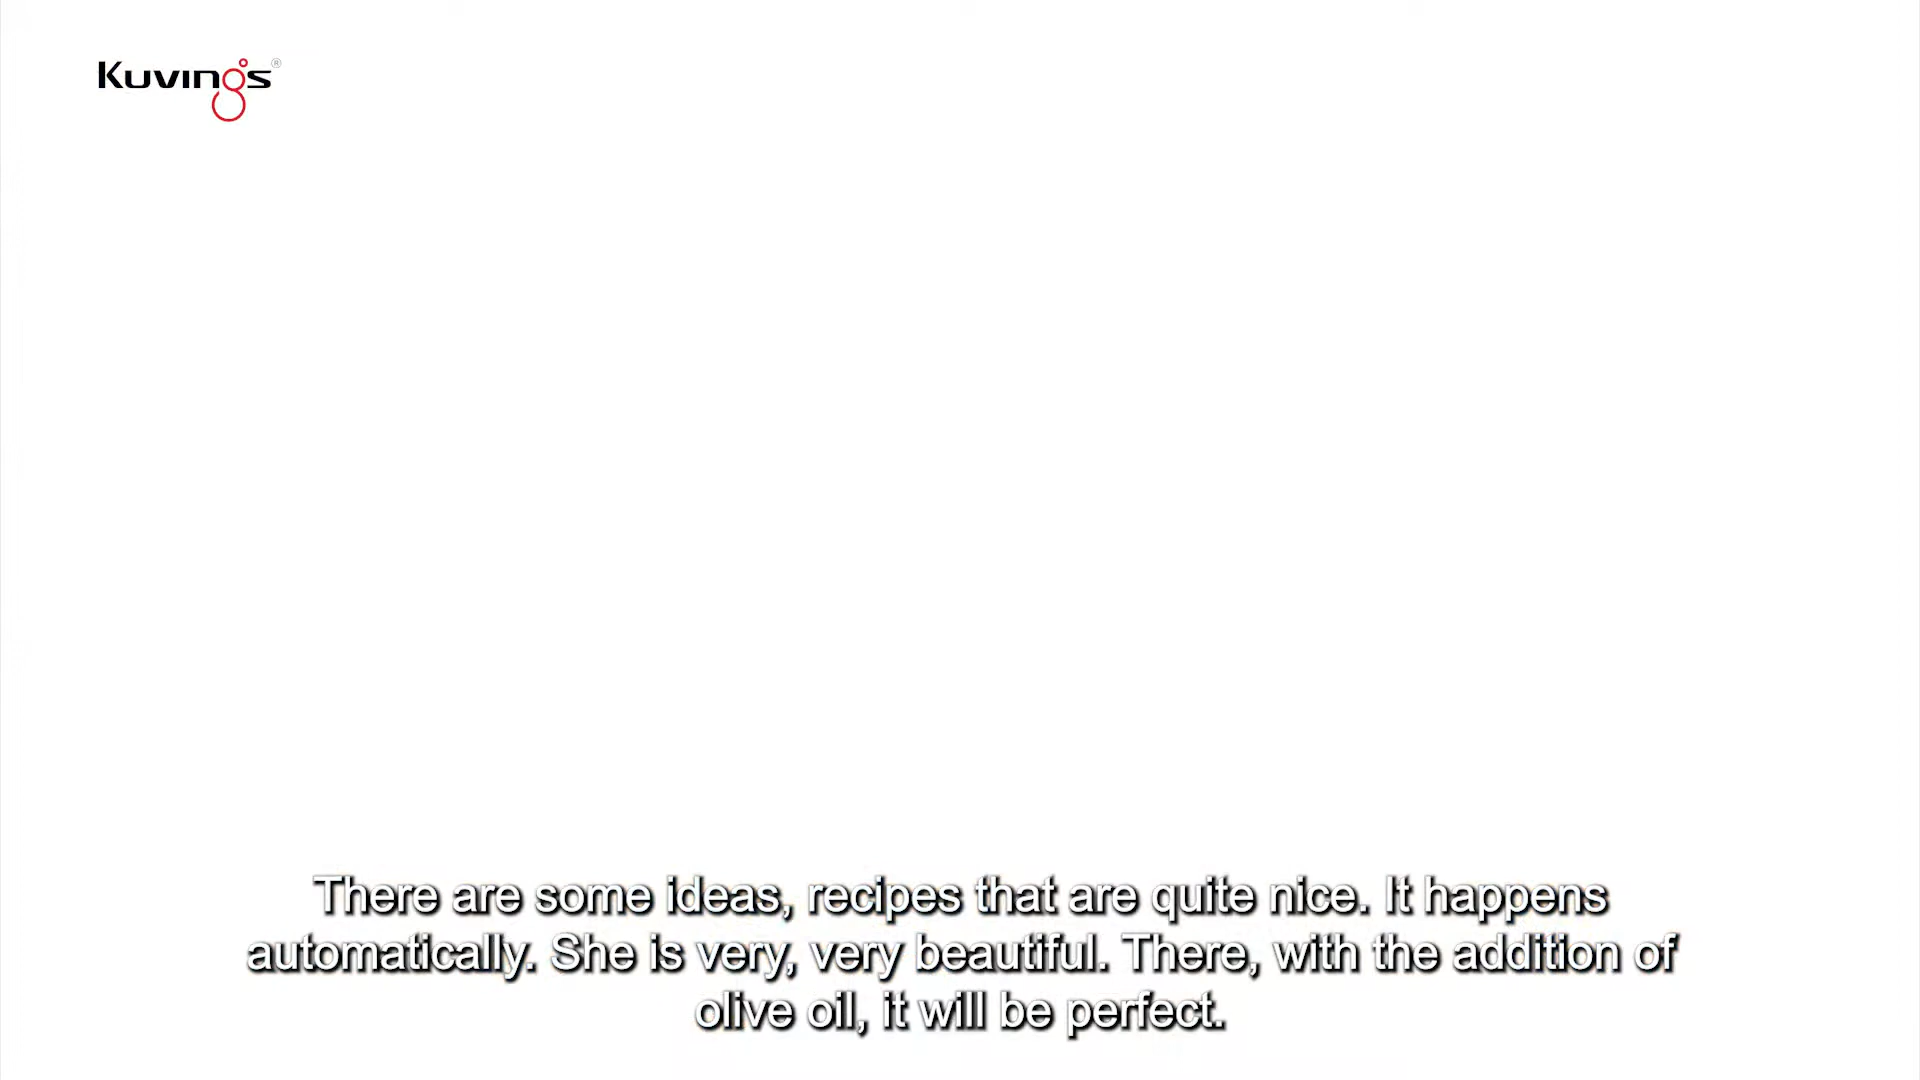 Kuvings®
There are some ideas, recipes that are quite nice. It happens
automatically. She is very, very beautiful. There, with the addition of
olive oil, it will be perfect.